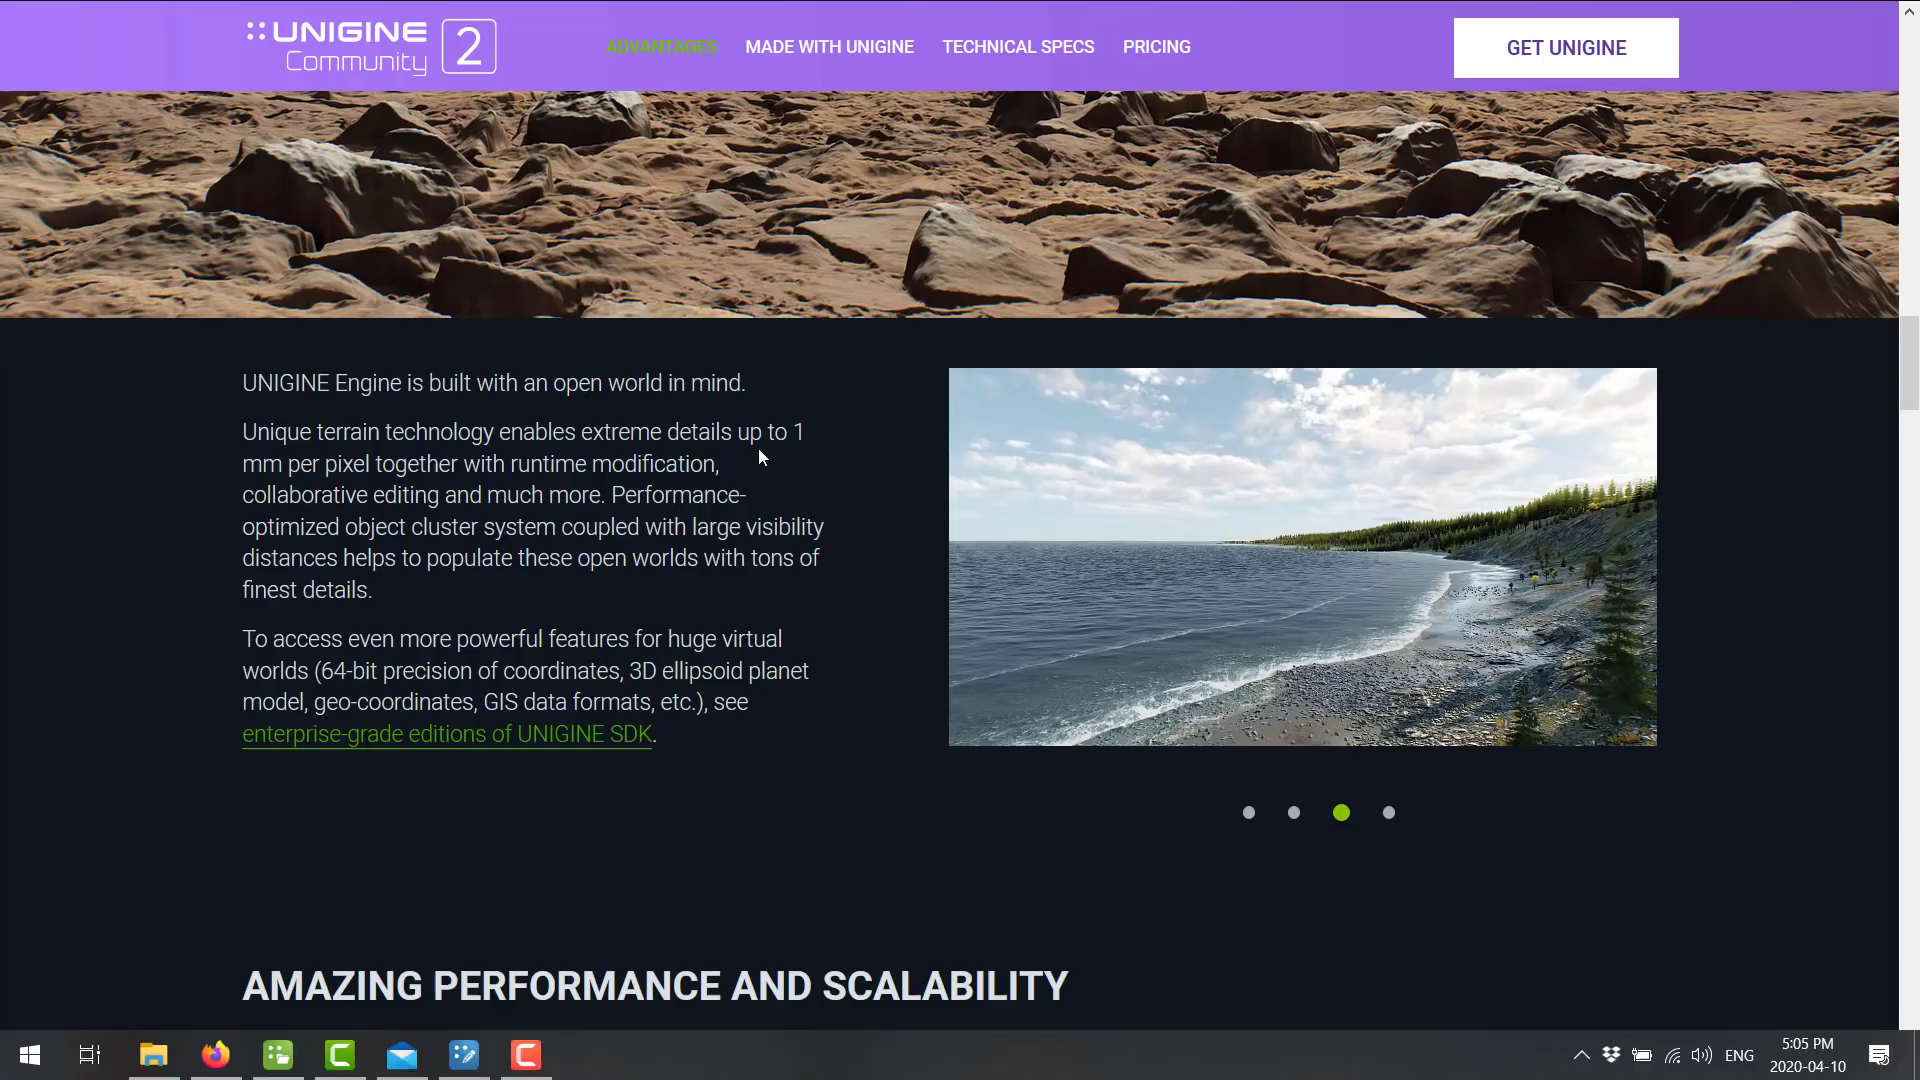 UNIGINE
Community 2
ADVANTAGES
MADE WITH UNIGINE
TECHNICAL SPECS
PRICING
GET UNIGINE
UNIGINE Engine is built with an open world in mind.
Unique terrain technology enables extreme details up to 1
mm per pixel together with runtime modification,
collaborative editing and much more. Performance-
optimized object cluster system coupled with large visibility
distances helps to populate these open worlds with tons of
finest details.
To access even more powerful features for huge virtual
worlds (64-bit precision of coordinates, 3D ellipsoid planet
model, geo-coordinates, GIS data formats, etc.), see
enterprise-grade editions of UNIGINE SDK.
AMAZING PERFORMANCE AND SCALABILITY
ENG
5:05 PM
2020-04-10